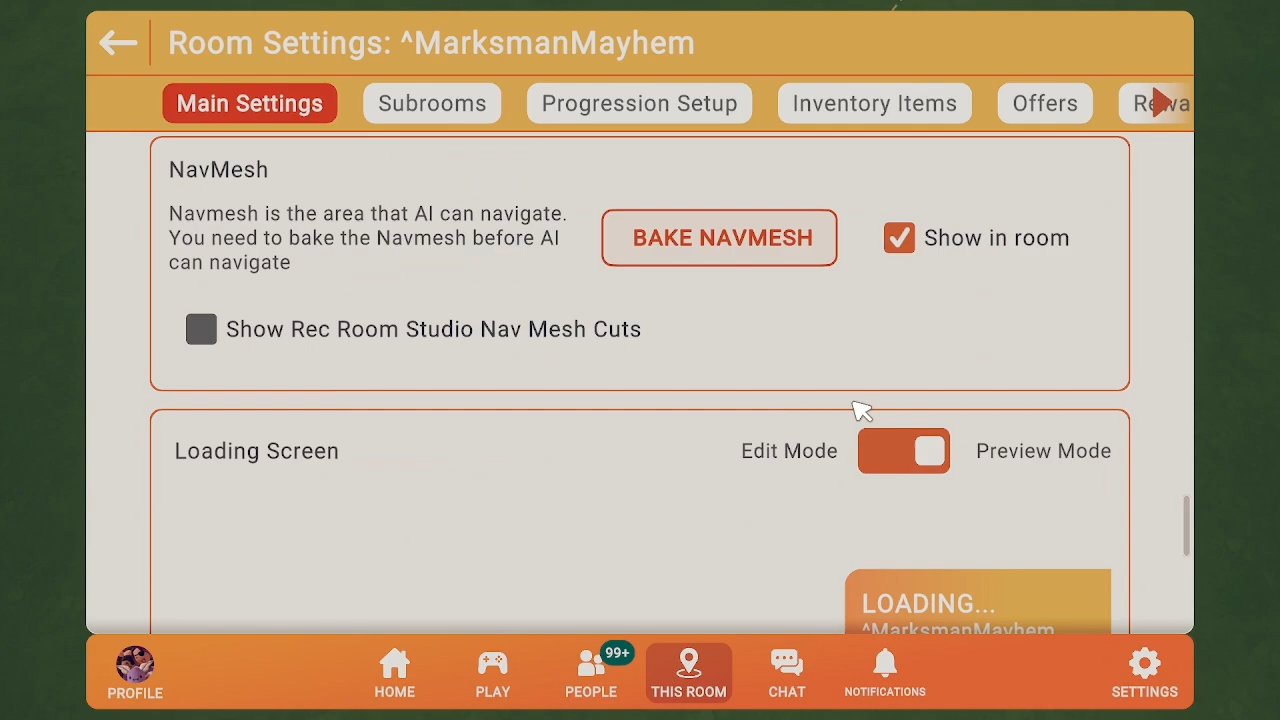 Room Settings: ^MarksmanMayhem
Main Settings
Subrooms
Progression Setup
Inventory Items
Offers
NavMesh
Navmesh is the area that AI can navigate.
You need to bake the Navmesh before AI
can navigate
BAKE NAVMESH
Show in room
Show Rec Room Studio Nav Mesh Cuts
Loading Screen
Edit Mode
Preview Mode
LOADING...
^MarksmanMayhem
99+
PROFILE
HOME
PLAY
PEOPLE
THIS ROOM
CHAT
NOTIFICATIONS
SETTINGS